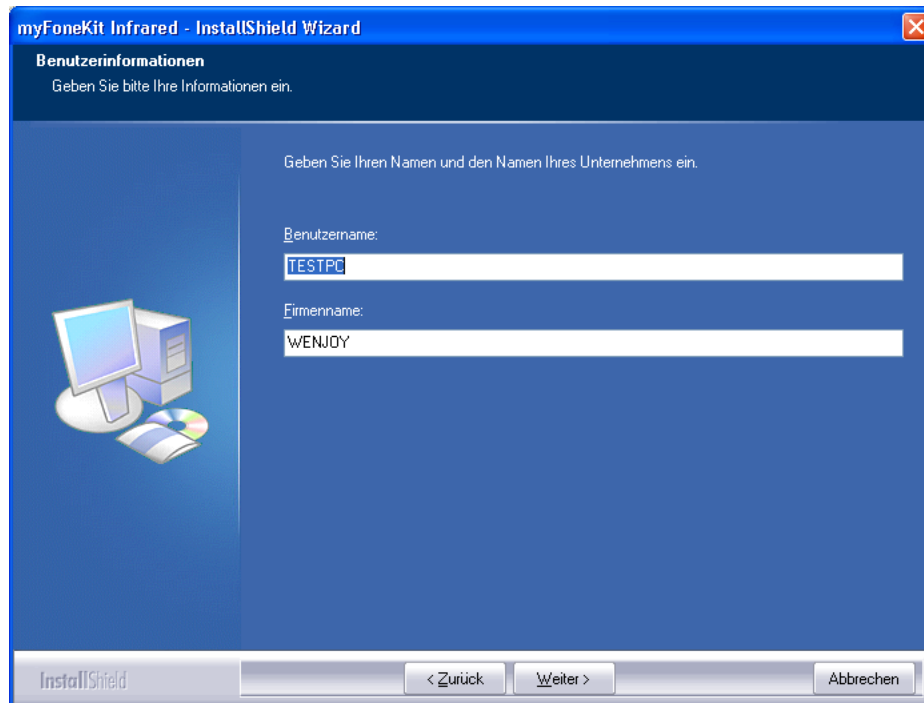 myFoneKit Infrared - InstallShield Wizard
Benutzerinformationen
Geben Sie bitte Ihre Informationen ein.
Geben Sie Ihren Namen und den Namen Ihres Unternehmens ein.
Benutzername:
TESTPC
Firmenname:
WENJOY
InstallShield
< Zurück
Weiter >
Abbrechen